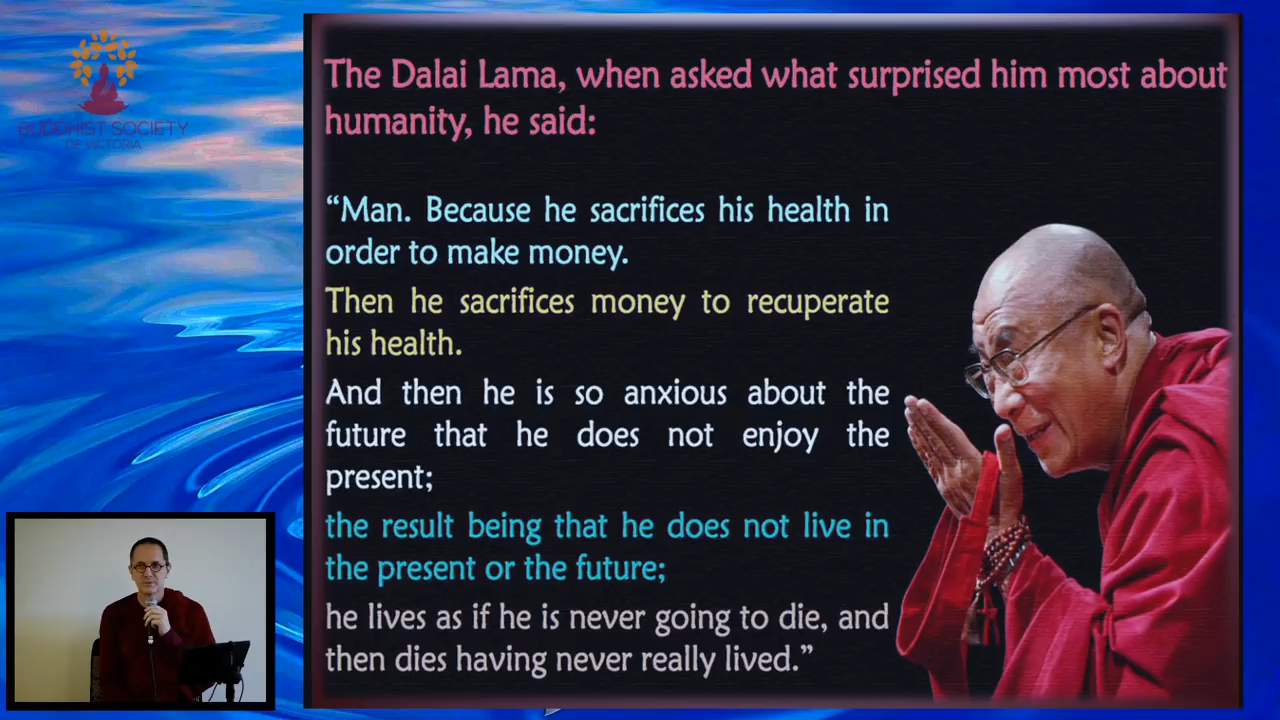 BUDDHIST SOCIETY
OF VICTORIA
The Dalai Lama, when asked what surprised him most about
humanity, he said:
“Man. Because he sacrifices his health in
order to make money.
Then he sacrifices money to recuperate
his health.
And then he is so anxious about the
future that he does not enjoy the
present;
the result being that he does not live in
the present or the future;
he lives as if he is never going to die, and
then dies having never really lived.”